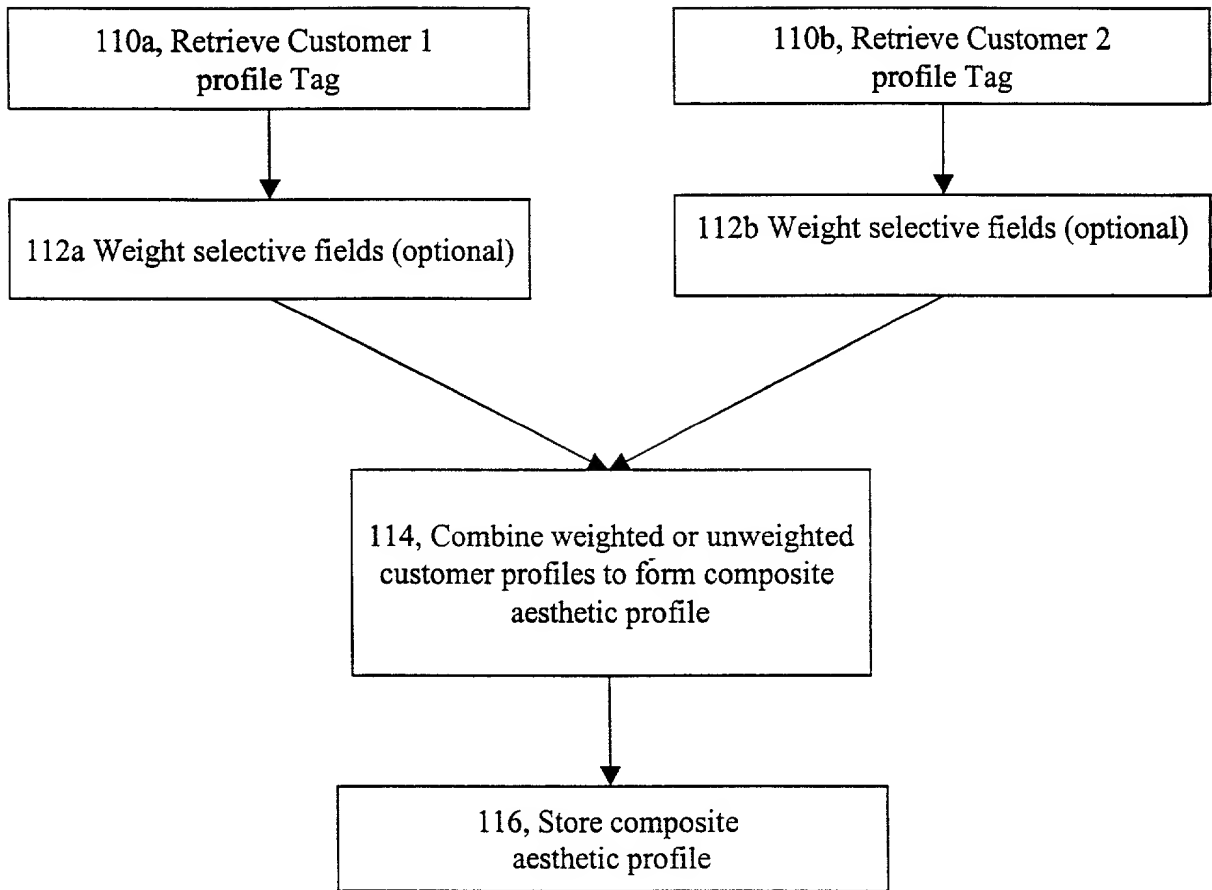 110a, Retrieve Customer 1
profile Tag
110b, Retrieve Customer 2
profile Tag
112a Weight selective fields (optional)
112b Weight selective fields (optional)
114, Combine weighted or unweighted
customer profiles to form composite
aesthetic profile
116, Store composite
aesthetic profile